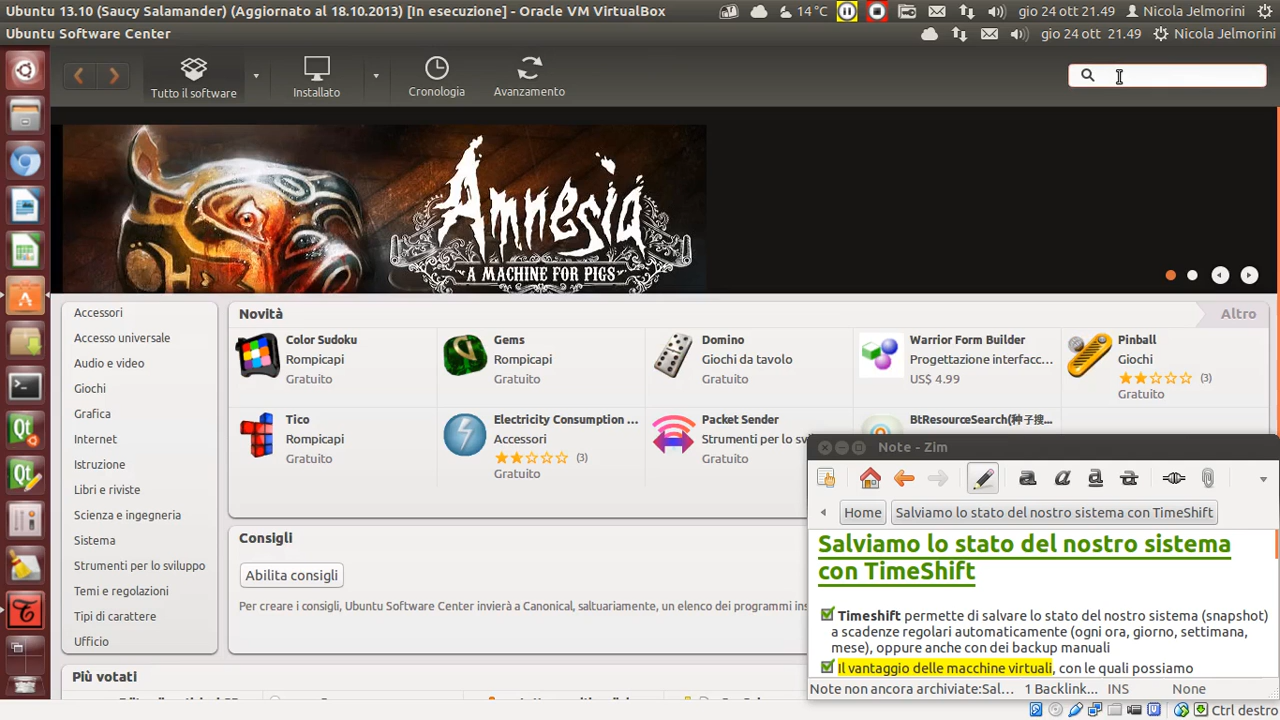 Ubuntu 13.10 (Saucy Salamander) (Aggiornato al 18.10.2013) [In esecuzione] - Oracle VM VirtualBox
14 °C
gio 24 ott 21.49
Nicola Jelmorini
Ubuntu Software Center
gio 24 ott 21.49
Nicola Jelmorini
Tutto il software
Installato
Cronologia
Avanzamento
Amnesia
A MACHINE FOR PIGS
Accessori
Accesso universale
Audio e video
Giochi
Grafica
Internet
Istruzione
Libri e riviste
Scienza e ingegneria
Sistema
Strumenti per lo sviluppo
Temi e regolazioni
Tipi di carattere
Ufficio
Novità
Altro
Color Sudoku
Rompicapi
Gratuito
Gems
Rompicapi
Gratuito
Domino
Giochi da tavolo
Gratuito
Warrior Form Builder
Progettazione interfacc...
US$ 4.99
Pinball
Giochi
(3)
Gratuito
Tico
Rompicapi
Gratuito
Electricity Consumption ...
Accessori
(3)
Gratuito
Packet Sender
Strumenti per lo sv
Gratuito
BtResourceSearch(种子搜...
Consigli
Abilita consigli
Per creare i consigli, Ubuntu Software Center invierà a Canonical, saltuariamente, un elenco dei programmi ins
Più votati
Note - Zim
Home
Salviamo lo stato del nostro sistema con TimeShift
Salviamo lo stato del nostro sistema
con TimeShift
Timeshift permette di salvare lo stato del nostro sistema (snapshot)
a scadenze regolari automaticamente (ogni ora, giorno, settimana,
mese), oppure anche con dei backup manuali
Il vantaggio delle macchine virtuali, con le quali possiamo
Note non ancora archiviate:Sal...
1 Backlink...
INS
None
Ctrl destro